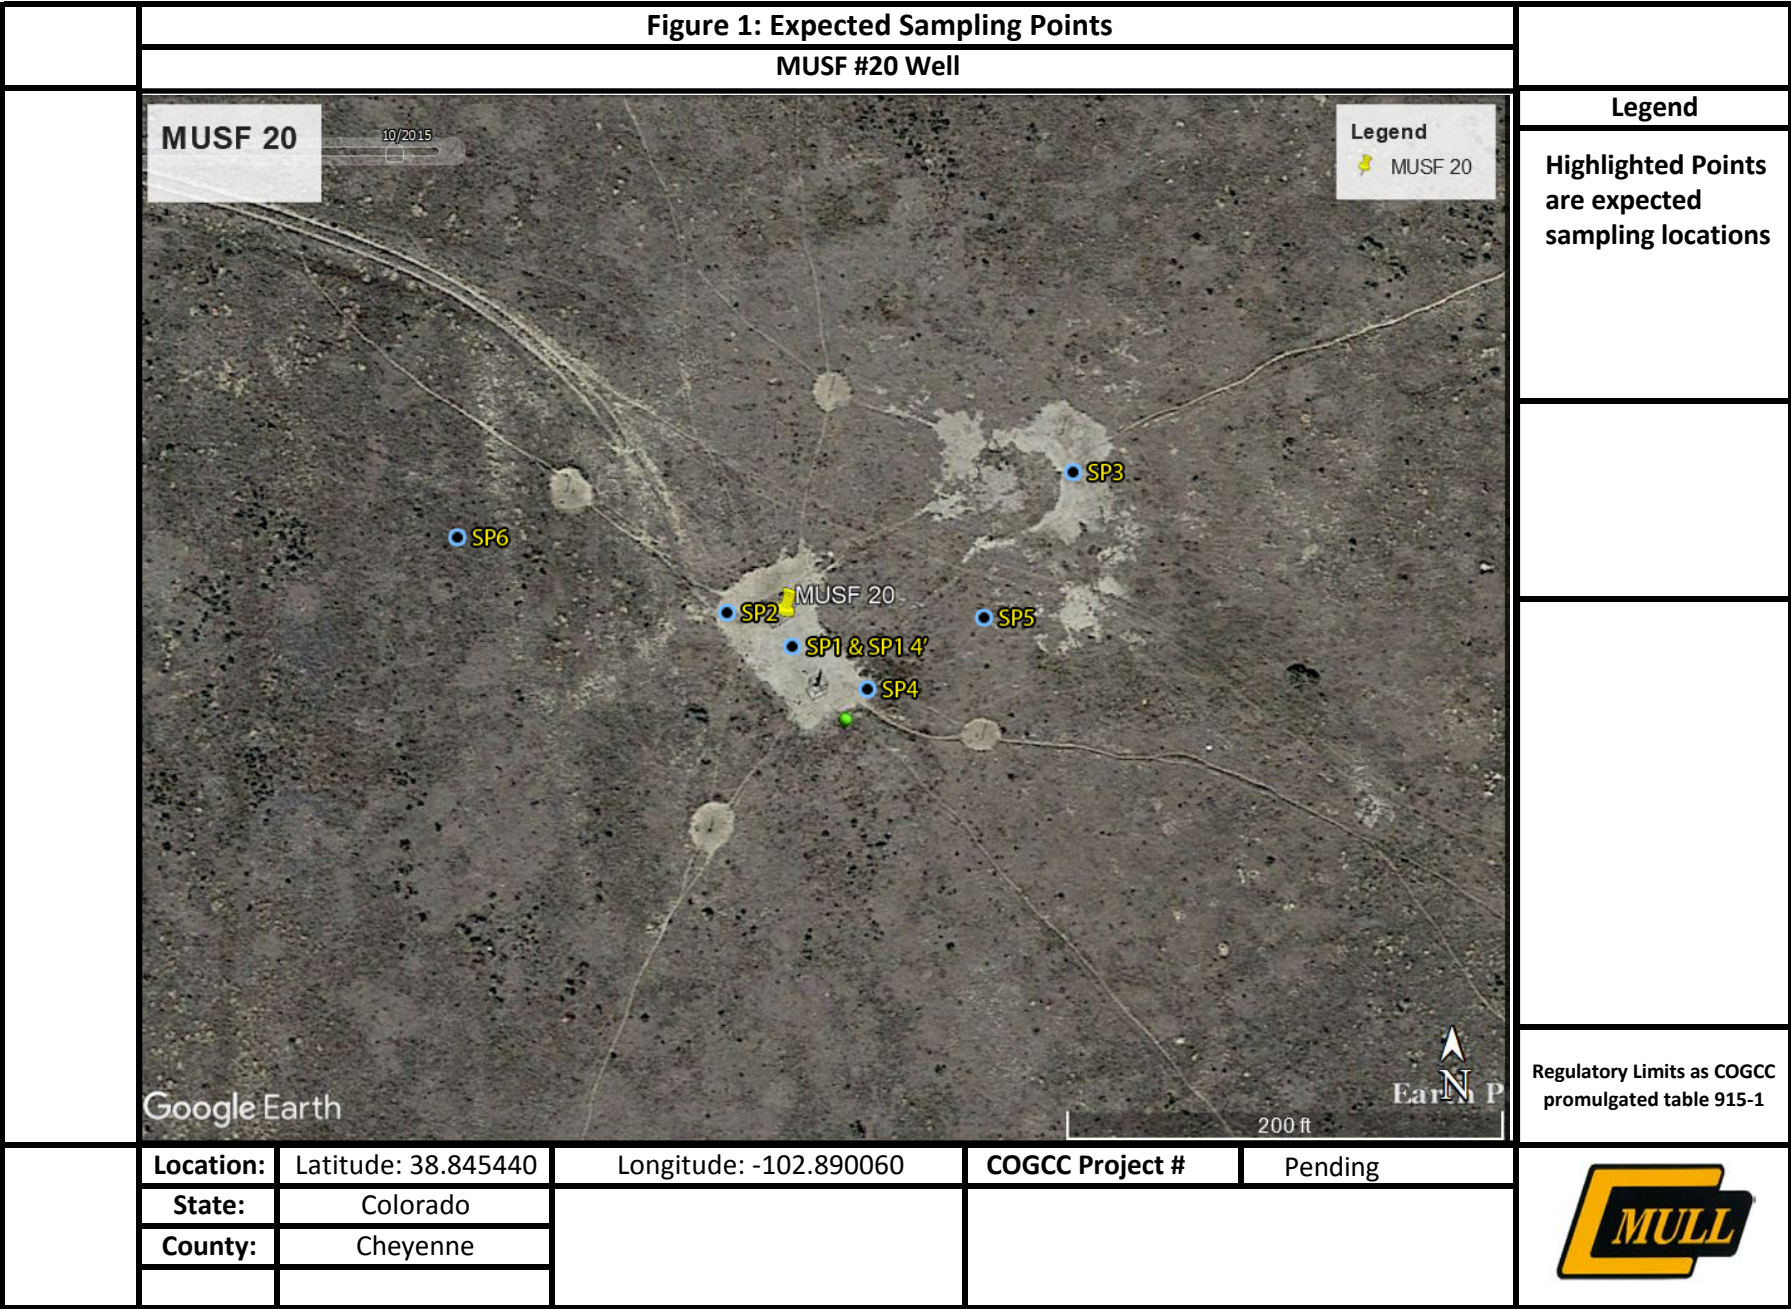 Figure 1: Expected Sampling Points
MUSF #20 Well
MUSF 20
10/2015
Legend
MUSF 20
Legend
Highlighted Points
are expected
sampling locations
SP3
SP6
MUSF 20
SP2
SP5
SP1 & SP1 4'
SP4
N
Google Earth
Earth P
200 ft
Regulatory Limits as COGCC
promulgated table 915-1
Location: Latitude: 38.845440 Longitude: -102.890060 COGCC Project # Pending
State: Colorado
County: Cheyenne
MULL